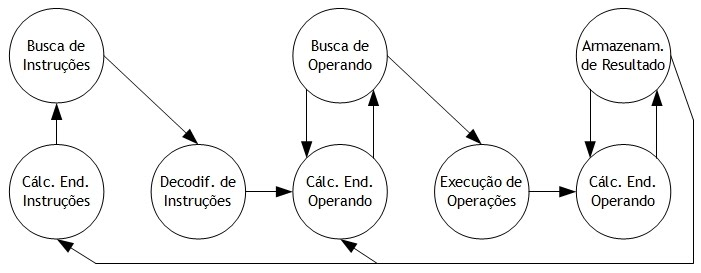 Busca de
Instruções
Busca de
Operando
Armazenam.
de Resultado
Cálc. End.
Instruções
Decodif. de
Instruções
Cálc. End.
Operando
Execução de
Operações
Cálc. End.
Operando